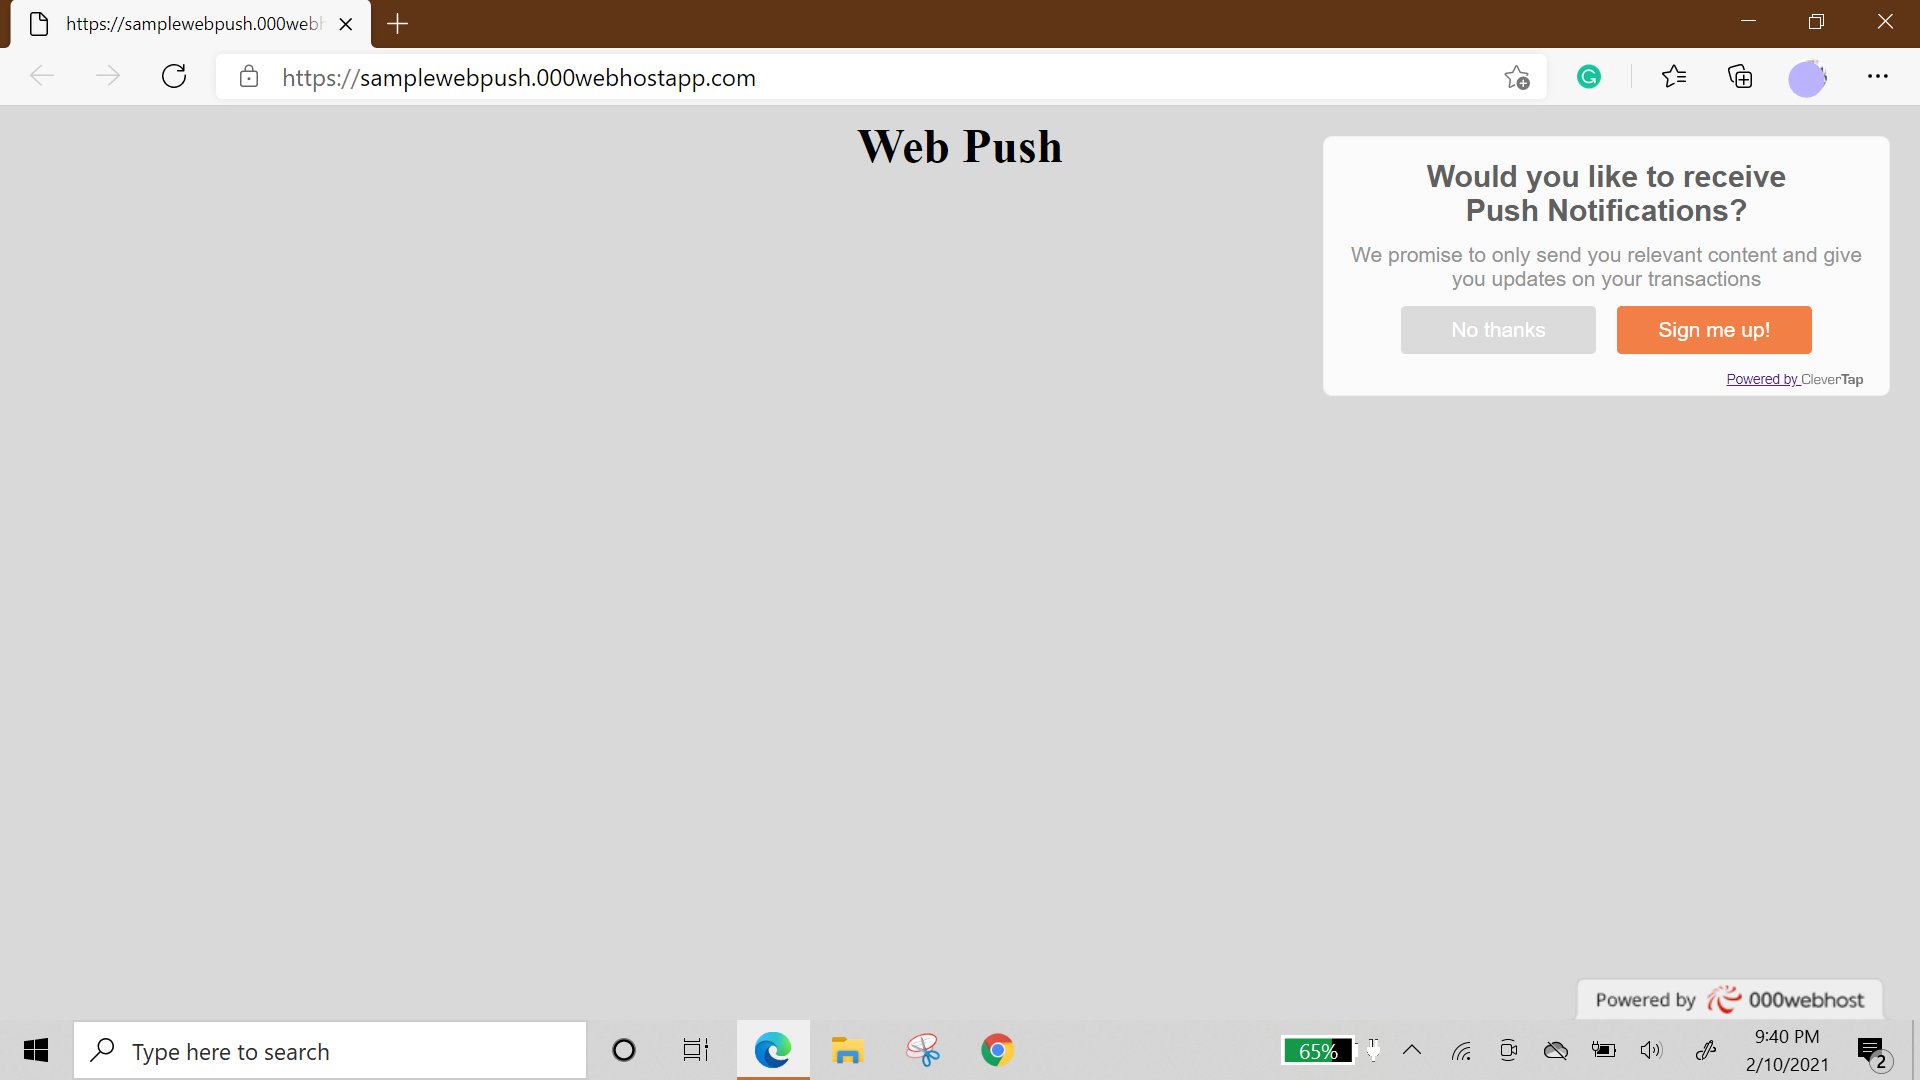 https://samplewebpush.000web
https://samplewebpush.000webhostapp.com
Web Push
Would you like to receive
Push Notifications?
We promise to only send you relevant content and give
you updates on your transactions
No thanks
Sign me up!
Powered by CleverTap
Powered by 000webhost
Type here to search
65%
9:40 PM
2/10/2021
2